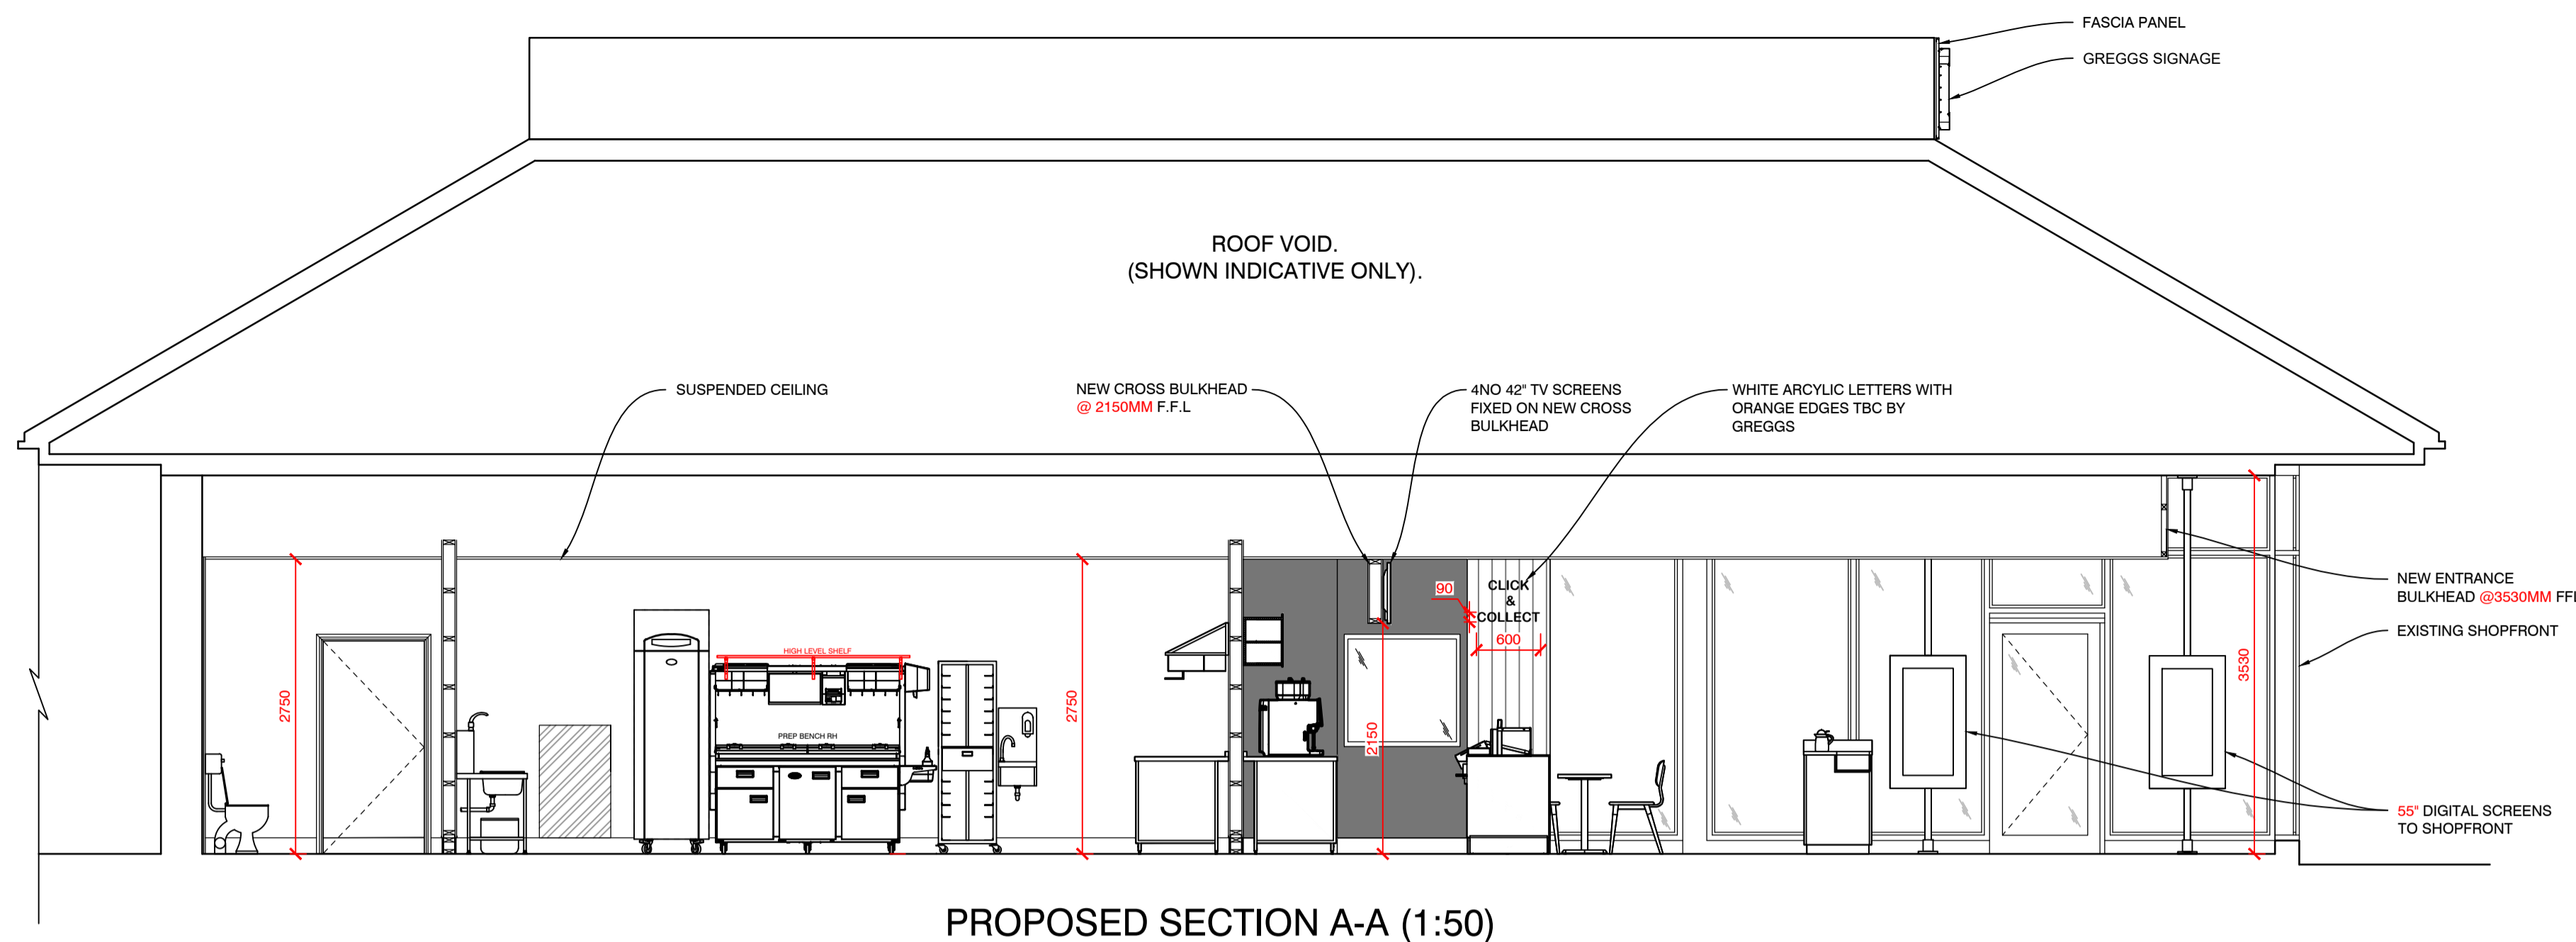 FASCIA PANEL
GREGGS SIGNAGE
ROOF VOID.
(SHOWN INDICATIVE ONLY).
SUSPENDED CEILING
NEW CROSS BULKHEAD
@ 2150MM F.F.L
4NO 42" TV SCREENS
FIXED ON NEW CROSS
BULKHEAD
WHITE ARCYLIC LETTERS WITH
ORANGE EDGES TBC BY
GREGGS
NEW ENTRANCE
BULKHEAD @3530MM FFL
EXISTING SHOPFRONT
90
CLICK
&
COLLECT
600
HIGH LEVEL SHELF
PREP BENCH RH
2750
2750
2150
3530
55" DIGITAL SCREENS
TO SHOPFRONT
PROPOSED SECTION A-A (1:50)